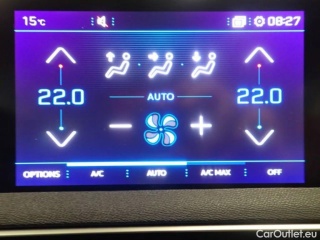 15°C 08:27
AUTO
22.0 22.0
OPTIONS A/C AUTO A/C MAX OFF
CarOutlet.eu